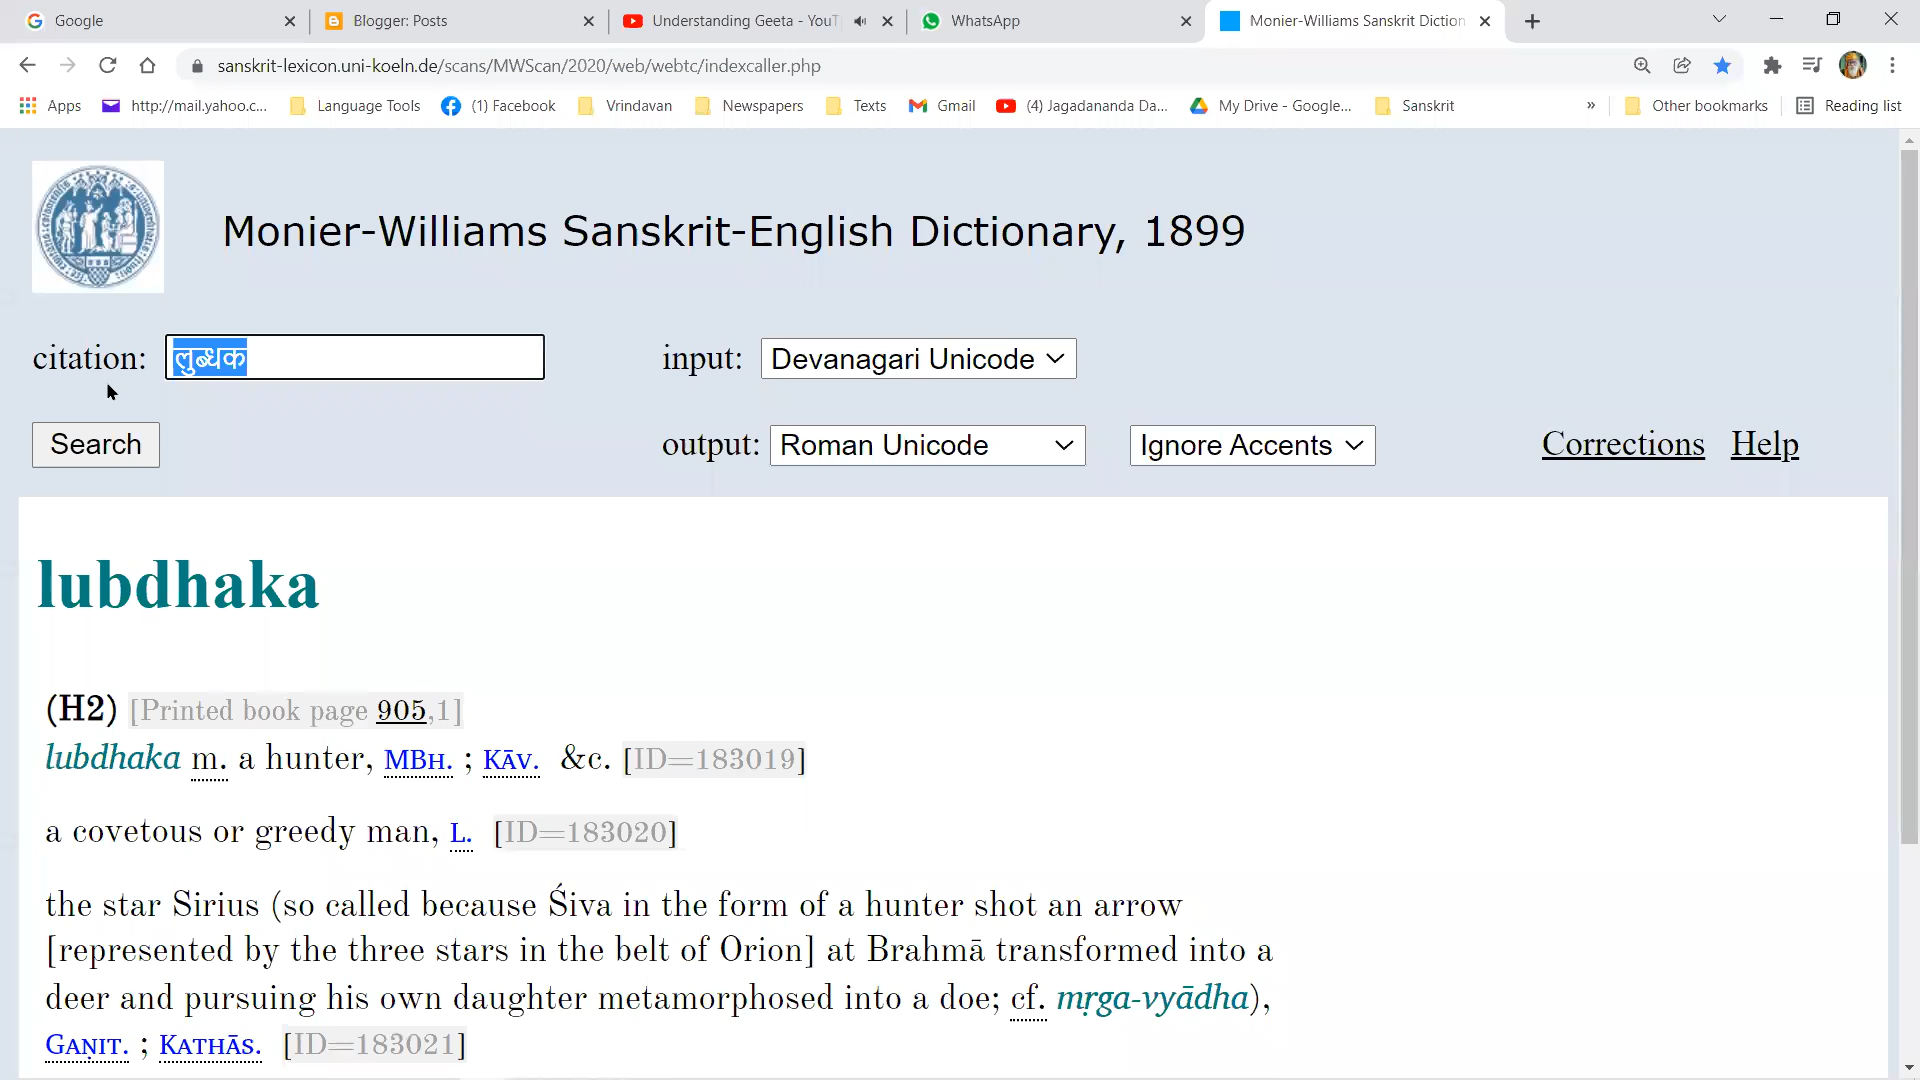 Google
Blogger: Posts
Understanding Geeta - YouT
WhatsApp
Monier-Williams Sanskrit Diction
sanskrit-lexicon.uni-koeln.de/scans/MWScan/2020/web/webtc/indexcaller.php
Apps
http://mail.yahoo.c...
Language Tools
(1) Facebook
Vrindavan
Newspapers
Texts
Gmail
(4) Jagadananda Da...
My Drive - Google...
Sanskrit
»
Other bookmarks
Reading list
Monier-Williams Sanskrit-English Dictionary, 1899
citation: लुब्धक input: Devanagari Unicode
Search output: Roman Unicode Ignore Accents Corrections Help
lubdhaka
(H2) [Printed book page 905,1]
lubdhaka m. a hunter, MBH. ; KĀV. &c. [ID=183019]
a covetous or greedy man, L. [ID=183020]
the star Sirius (so called because Śiva in the form of a hunter shot an arrow
[represented by the three stars in the belt of Orion] at Brahmā transformed into a
deer and pursuing his own daughter metamorphosed into a doe; cf. mṛga-vyādha),
GAṆIT. ; KATHĀS. [ID=183021]